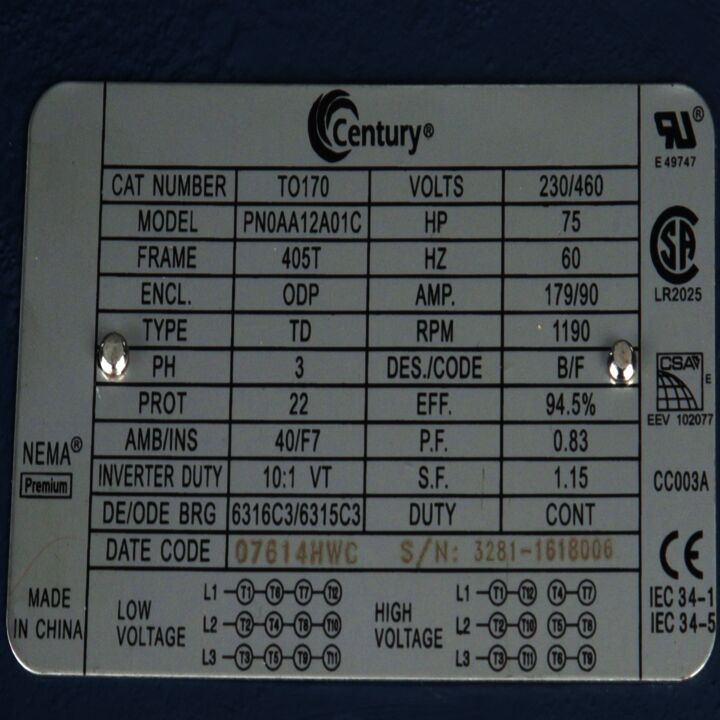 Century®
CAT NUMBER TO170 VOLTS 230/460
MODEL PN0AA12A01C HP 75
FRAME 405T HZ 60
ENCL. ODP AMP. 179/90
TYPE TD RPM 1190
PH 3 DES./CODE B/F
PROT 22 EFF. 94.5%
AMB/INS 40/F7 P.F. 0.83
INVERTER DUTY 10:1 VT S.F. 1.15
DE/ODE BRG 6316C3/6315C3 DUTY CONT
DATE CODE 07614HWC S/N: 3281-1618006
LOW VOLTAGE
L1 T1 T6 T7 T12
L2 T2 T4 T8 T10
L3 T3 T5 T9 T11
HIGH VOLTAGE
L1 T1 T12 T4 T7
L2 T2 T10 T5 T8
L3 T3 T11 T6 T9
NEMA®
Premium
MADE
IN CHINA
RU®
E 49747
SA
LR2025
CSA
E
EEV 102077
CC003A
CE
IEC 34-1
IEC 34-5